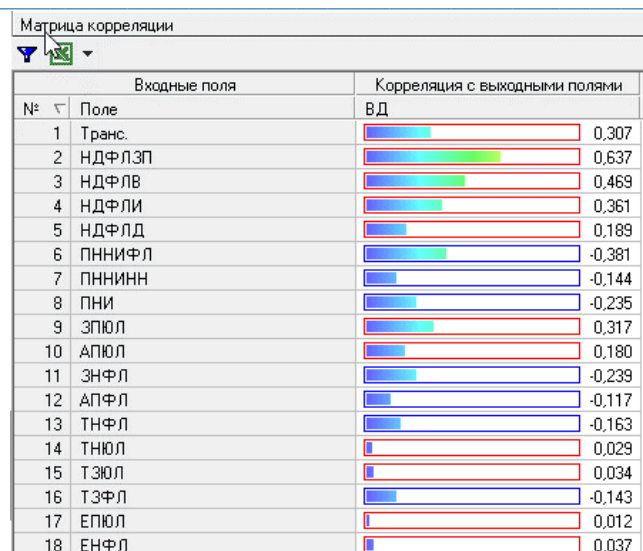 Матрица корреляции
Входные поля Корреляция с выходными полями
№ Поле ВД
1 Транс. 0,307
2 НДФЛЗП 0,637
3 НДФЛВ 0,469
4 НДФЛИ 0,361
5 НДФЛД 0,189
6 ПННИФЛ -0,381
7 ПННИНН -0,144
8 ПНИ -0,235
9 ЗПЮЛ 0,317
10 АПЮЛ 0,180
11 ЗНФЛ -0,239
12 АПФЛ -0,117
13 ТНФЛ -0,163
14 ТНЮЛ 0,029
15 ТЗЮЛ 0,034
16 ТЗФЛ -0,143
17 ЕПЮЛ 0,012
18 ЕНФЛ 0,037